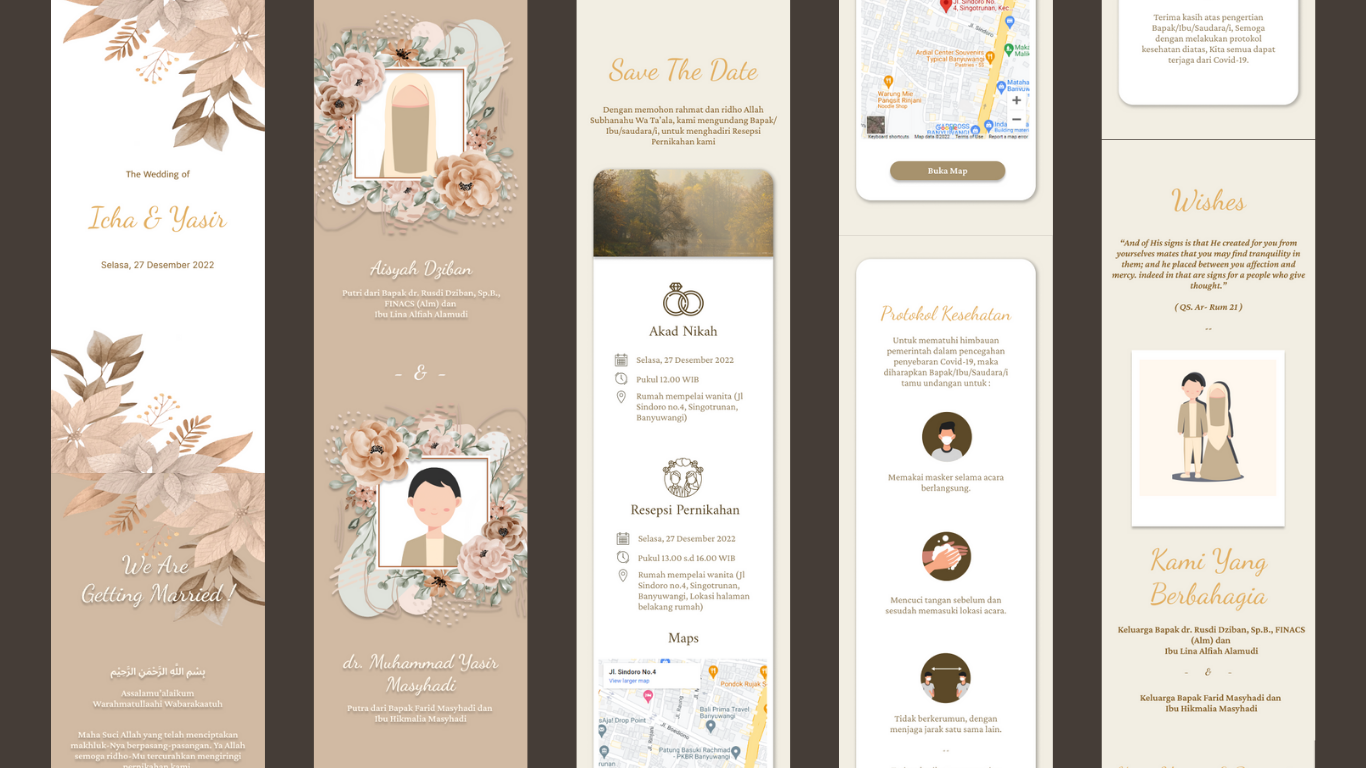 The Wedding of
Icha & Yasir
Selasa, 27 Desember 2022
We Are
Getting Married !
بِسْمِ اللَّهِ الرَّحْمَنِ الرَّحِيْمِ
Assalamu'alaikum
Warahmatullaahi Wabarakaatuh
Maha Suci Allah yang telah menciptakan
makhluk-Nya berpasang-pasangan. Ya Allah
semoga ridho-Mu tercurahkan mengiringi
pernikahan kami
Aisyah Dziban
Putri dari Bapak dr. Rusdi Dziban, Sp.B.,
FINACS (Alm) dan
Ibu Lina Alfiah Alamudi
- & -
dr. Muhammad Yasir
Masyhadi
Putra dari Bapak Farid Masyhadi dan
Ibu Hikmalia Masyhadi
Save The Date
Dengan memohon rahmat dan ridho Allah
Subhanahu Wa Ta'ala, kami mengundang Bapak/
Ibu/saudara/i, untuk menghadiri Resepsi
Pernikahan kami
Akad Nikah
Selasa, 27 Desember 2022
Pukul 12.00 WIB
Rumah mempelai wanita (Jl
Sindoro no.4, Singotrunan,
Banyuwangi)
Resepsi Pernikahan
Selasa, 27 Desember 2022
Pukul 13.00 s.d 16.00 WIB
Rumah mempelai wanita (Jl
Sindoro no.4, Singotrunan,
Banyuwangi, Lokasi halaman
belakang rumah)
Maps
Jl. Sindoro No.4
View larger map
Pondok Rujak S
Bali Prima Travel
Banyuwangi
sAja! Drop Point
Jl. Brasidoro
Patung Basuki Rachmad
- PKBR Banyuwangi
runan
Jl. Sindoro No.
4, Singotrunan, Kec...
Jl. Sindoro
Ardial Center Souvenirs
Typical Banyuwangi
Warung Mie
Pangsit Rinjani
Noodle Shop
Building mater
Keyboard shortcuts
Map data ©2022
Terms of Use
Report a map error
Buka Map
Protokol Kesehatan
Untuk mematuhi himbauan
pemerintah dalam pencegahan
penyebaran Covid-19, maka
diharapkan Bapak/Ibu/Saudara/i
tamu undangan untuk :
Memakai masker selama acara
berlangsung.
Mencuci tangan sebelum dan
sesudah memasuki lokasi acara.
Tidak berkerumun, dengan
menjaga jarak satu sama lain.
--
Terima kasih atas pengertian
Bapak/Ibu/Saudara/i, Semoga
dengan melakukan protokol
kesehatan diatas, Kita semua dapat
terjaga dari Covid-19.
Wishes
“And of His signs is that He created for you from
yourselves mates that you may find tranquility in
them; and he placed between you affection and
mercy. indeed in that are signs for a people who give
thought.”
( QS. Ar- Rum 21 )
--
Kami Yang
Berbahagia
Keluarga Bapak dr. Rusdi Dziban, Sp.B., FINACS
(Alm) dan
Ibu Lina Alfiah Alamudi
- & -
Keluarga Bapak Farid Masyhadi dan
Ibu Hikmalia Masyhadi